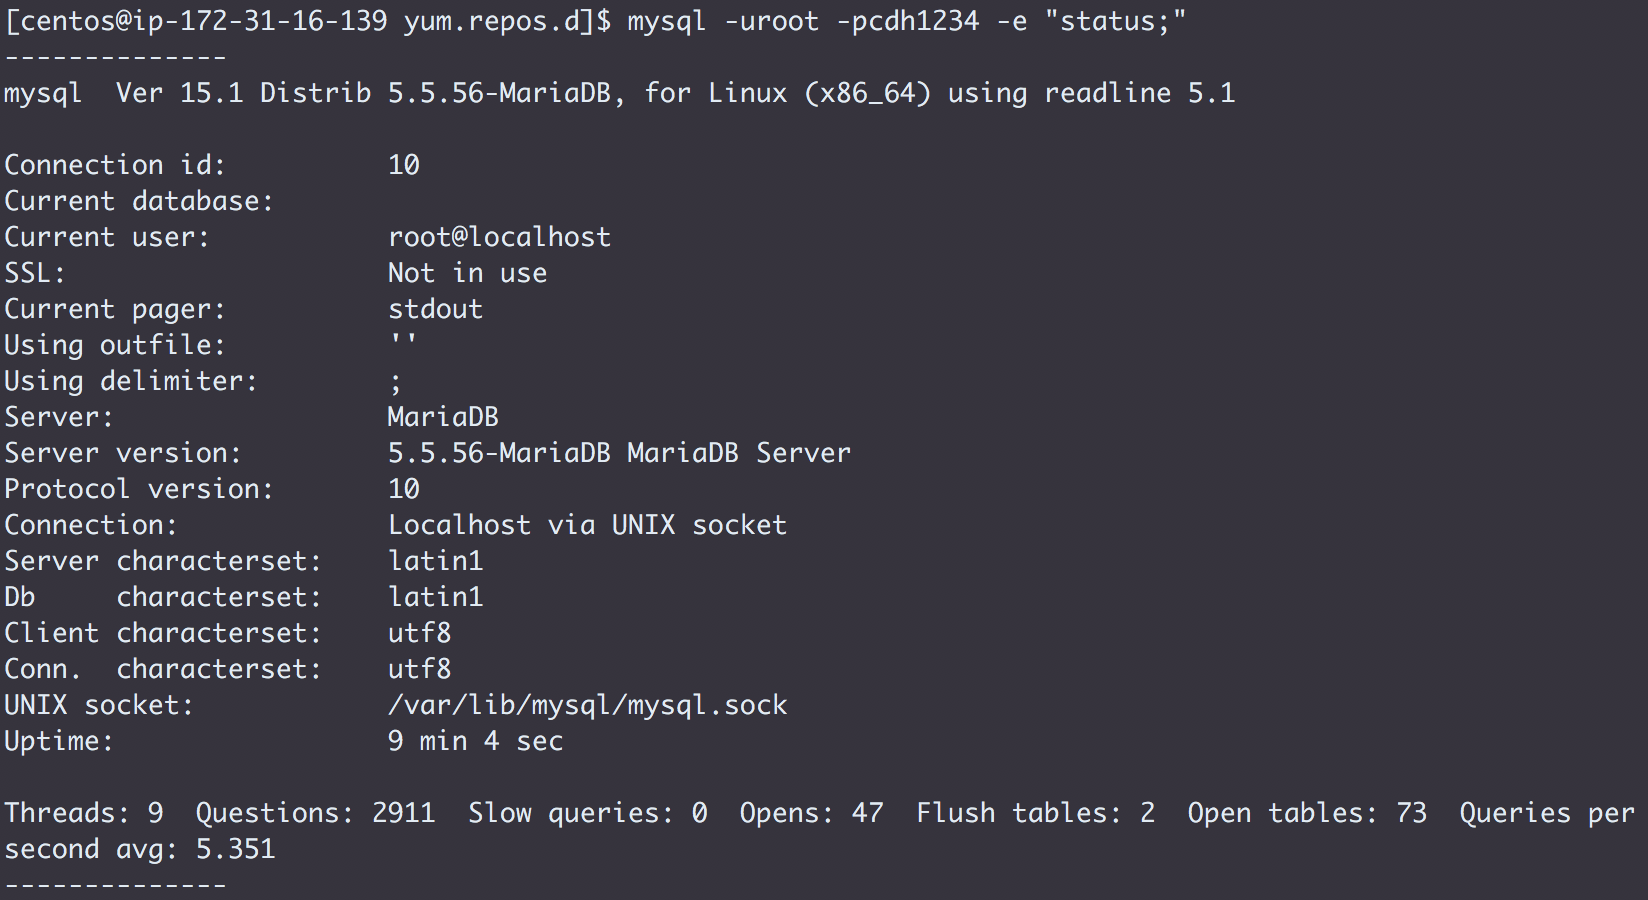 [centos@ip-172-31-16-139 yum.repos.d]$ mysql -uroot -pcdh1234 -e "status;"
--------------
mysql  Ver 15.1 Distrib 5.5.56-MariaDB, for Linux (x86_64) using readline 5.1

Connection id:          10
Current database:
Current user:           root@localhost
SSL:                    Not in use
Current pager:          stdout
Using outfile:          ''
Using delimiter:        ;
Server:                 MariaDB
Server version:         5.5.56-MariaDB MariaDB Server
Protocol version:       10
Connection:             Localhost via UNIX socket
Server characterset:    latin1
Db     characterset:    latin1
Client characterset:    utf8
Conn.  characterset:    utf8
UNIX socket:            /var/lib/mysql/mysql.sock
Uptime:                 9 min 4 sec

Threads: 9  Questions: 2911  Slow queries: 0  Opens: 47  Flush tables: 2  Open tables: 73  Queries per
second avg: 5.351
--------------